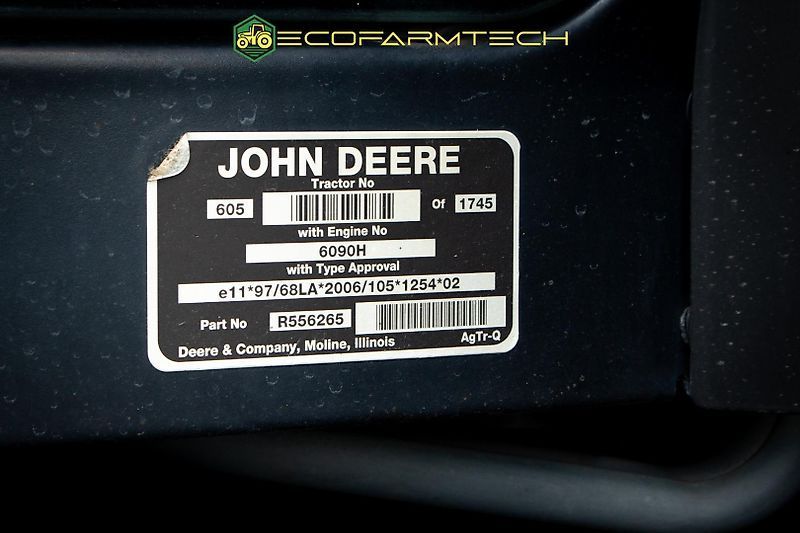 ECOFARMTECH
JOHN DEERE
Tractor No
605 Of 1745
with Engine No
6090H
with Type Approval
e11*97/68LA*2006/105*1254*02
Part No R556265
Deere & Company, Moline, Illinois AgTr-Q